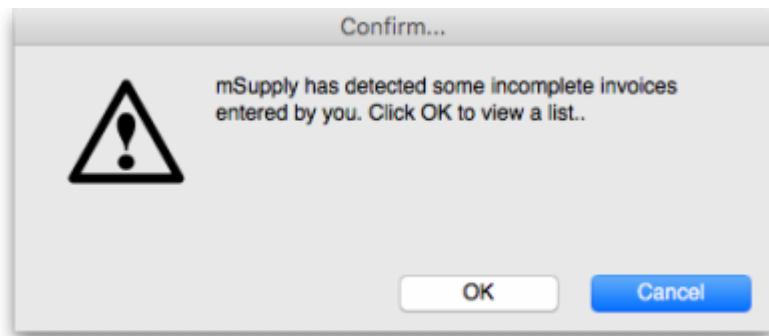 Confirm...
mSupply has detected some incomplete invoices
entered by you. Click OK to view a list..
OK
Cancel